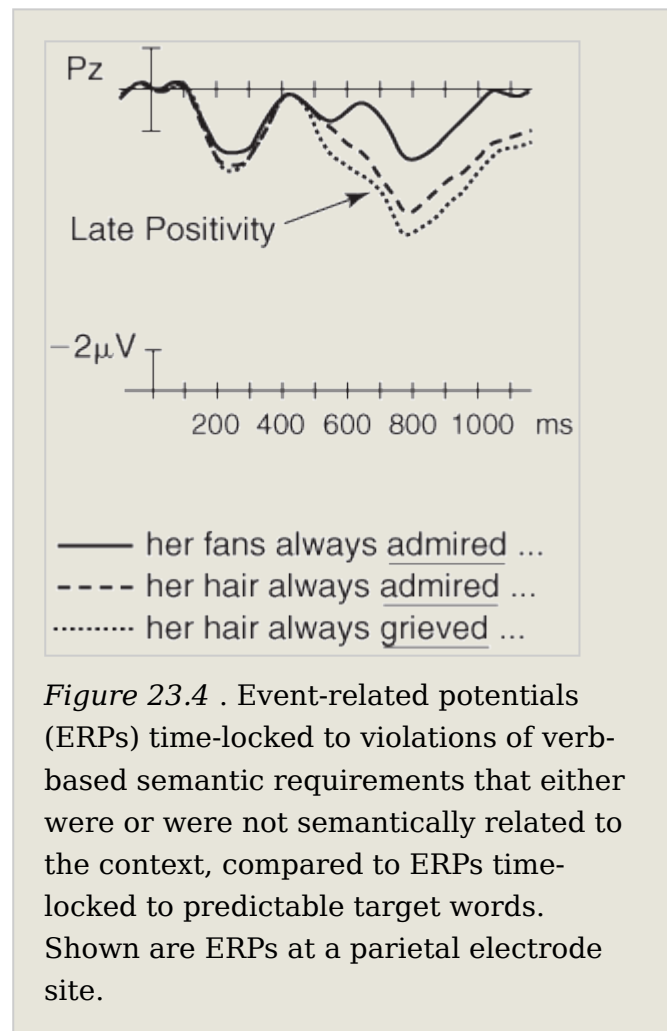 Pz
Late Positivity
−2μV
200 400 600 800 1000 ms
her fans always admired ...
her hair always admired ...
her hair always grieved ...
Figure 23.4 . Event-related potentials
(ERPs) time-locked to violations of verb-
based semantic requirements that either
were or were not semantically related to
the context, compared to ERPs time-
locked to predictable target words.
Shown are ERPs at a parietal electrode
site.